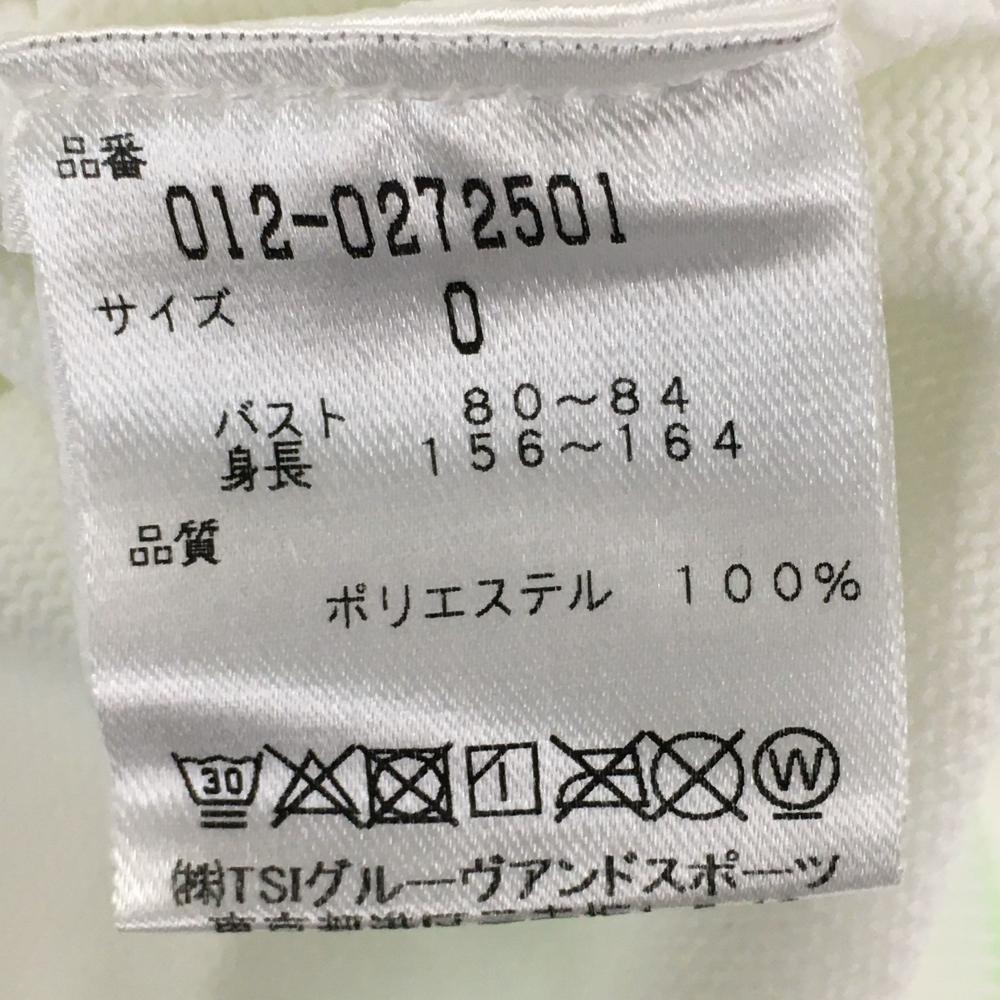 品番
012-0272501
サイズ 0
バスト 80〜84
身長 156〜164
品質
ポリエステル 100%
30 W
㈱TSIグルーヴアンドスポーツ